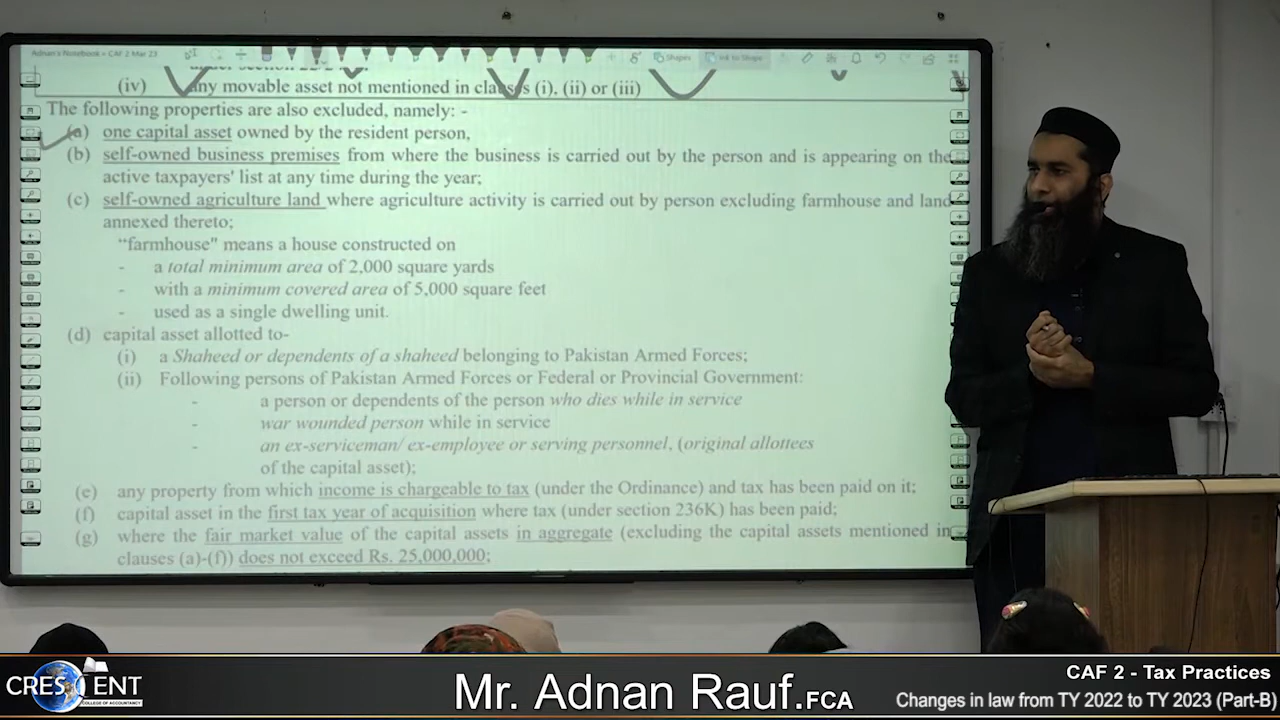 Adnan's Notebook » CAF 2 Mar 23
Shapes
Ink to Shape
(iv) any movable asset not mentioned in clauses (i). (ii) or (iii)
The following properties are also excluded, namely: -
(a) one capital asset owned by the resident person,
(b) self-owned business premises from where the business is carried out by the person and is appearing on the
active taxpayers' list at any time during the year;
(c) self-owned agriculture land where agriculture activity is carried out by person excluding farmhouse and land
annexed thereto;
“farmhouse" means a house constructed on
- a total minimum area of 2,000 square yards
- with a minimum covered area of 5,000 square feet
- used as a single dwelling unit.
(d) capital asset allotted to-
(i) a Shaheed or dependents of a shaheed belonging to Pakistan Armed Forces;
(ii) Following persons of Pakistan Armed Forces or Federal or Provincial Government:
- a person or dependents of the person who dies while in service
- war wounded person while in service
- an ex-serviceman/ ex-employee or serving personnel, (original allottees
of the capital asset);
(e) any property from which income is chargeable to tax (under the Ordinance) and tax has been paid on it;
(f) capital asset in the first tax year of acquisition where tax (under section 236K) has been paid;
(g) where the fair market value of the capital assets in aggregate (excluding the capital assets mentioned in
clauses (a)-(f)) does not exceed Rs. 25,000,000;
CRESCENT
COLLEGE OF ACCOUNTANCY
Mr. Adnan Rauf.FCA
CAF 2 - Tax Practices
Changes in law from TY 2022 to TY 2023 (Part-B)